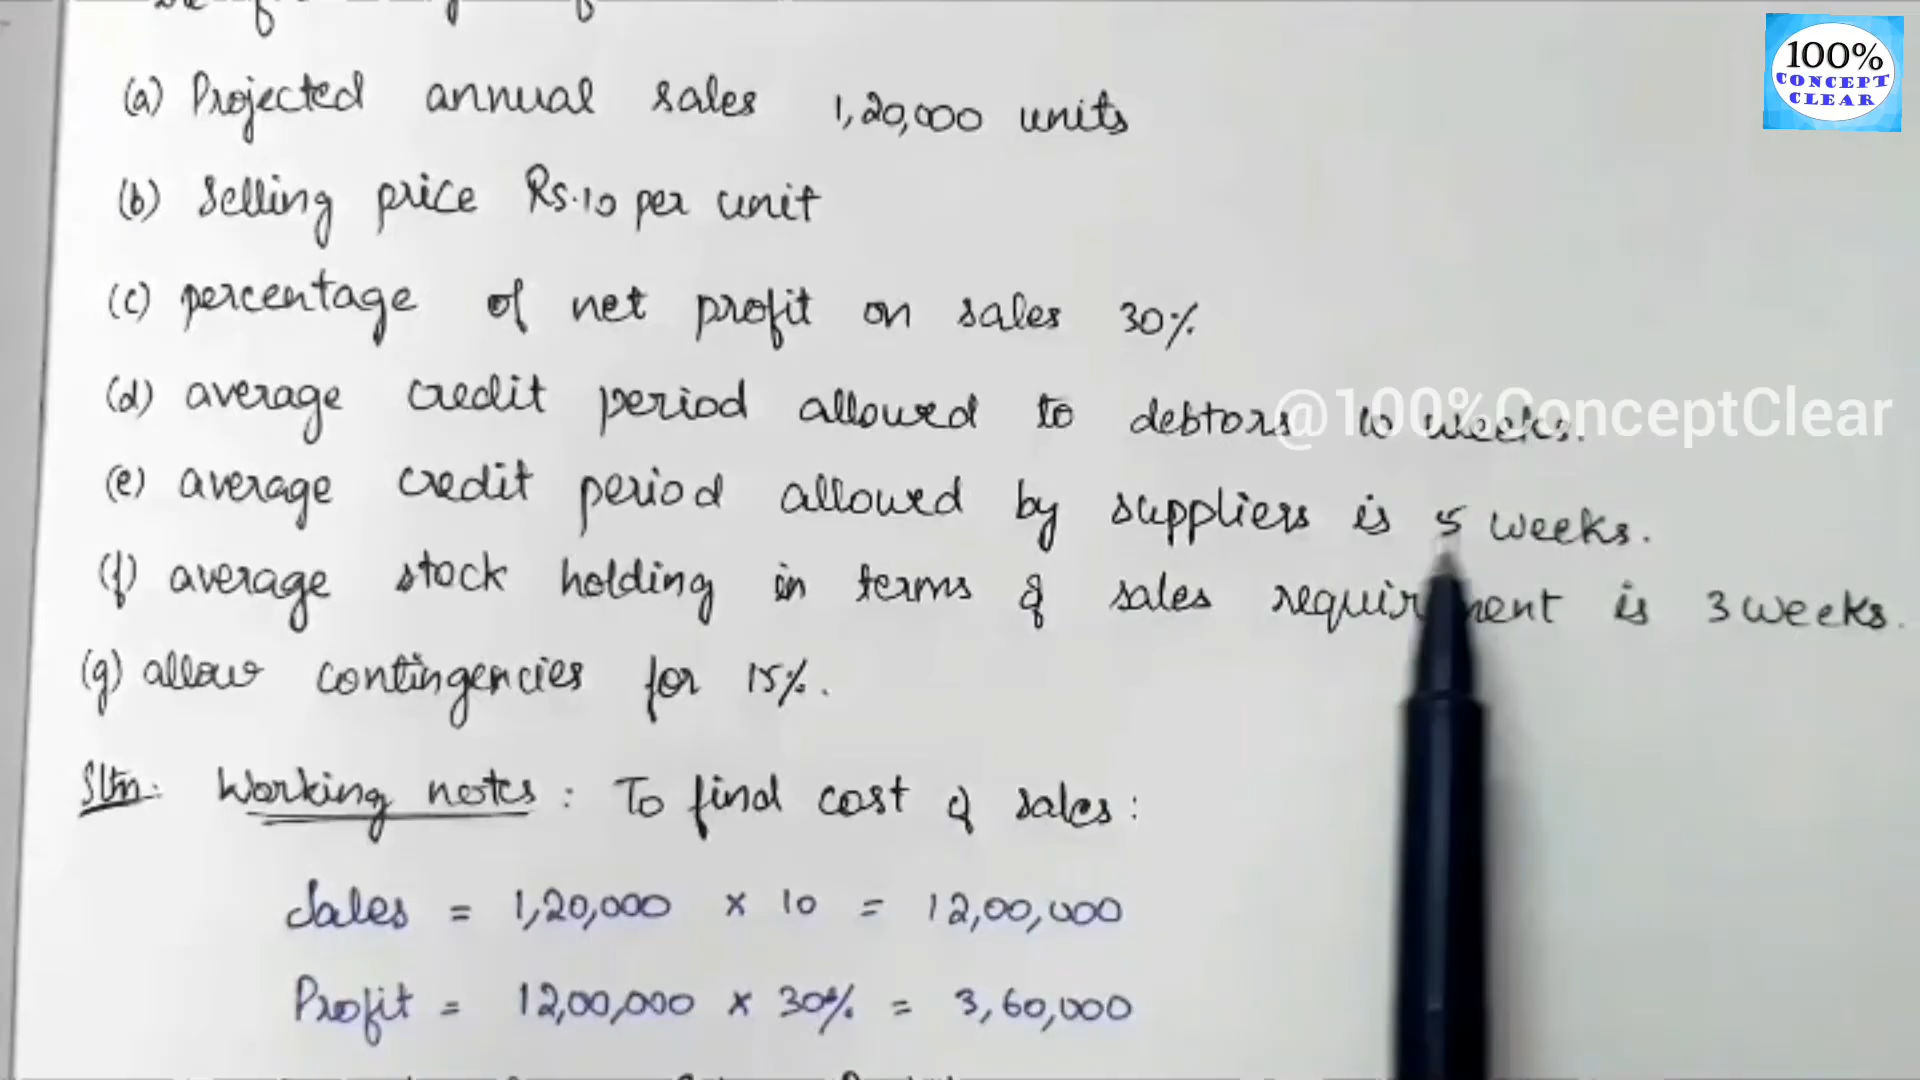 (a) Projected annual sales 1,20,000 units
(b) Selling price Rs.10 per unit
(c) percentage of net profit on sales 30%
(d) average credit period allowed to debtors 10 weeks.
(e) average credit period allowed by suppliers is 5 weeks.
(f) average stock holding in terms of sales requirement is 3 weeks.
(g) allow contingencies for 15%.
Sltn: Working notes: To find cost of sales:
Sales = 1,20,000 × 10 = 12,00,000
Profit = 12,00,000 × 30% = 3,60,000
100%
CONCEPT
CLEAR
@100%ConceptClear